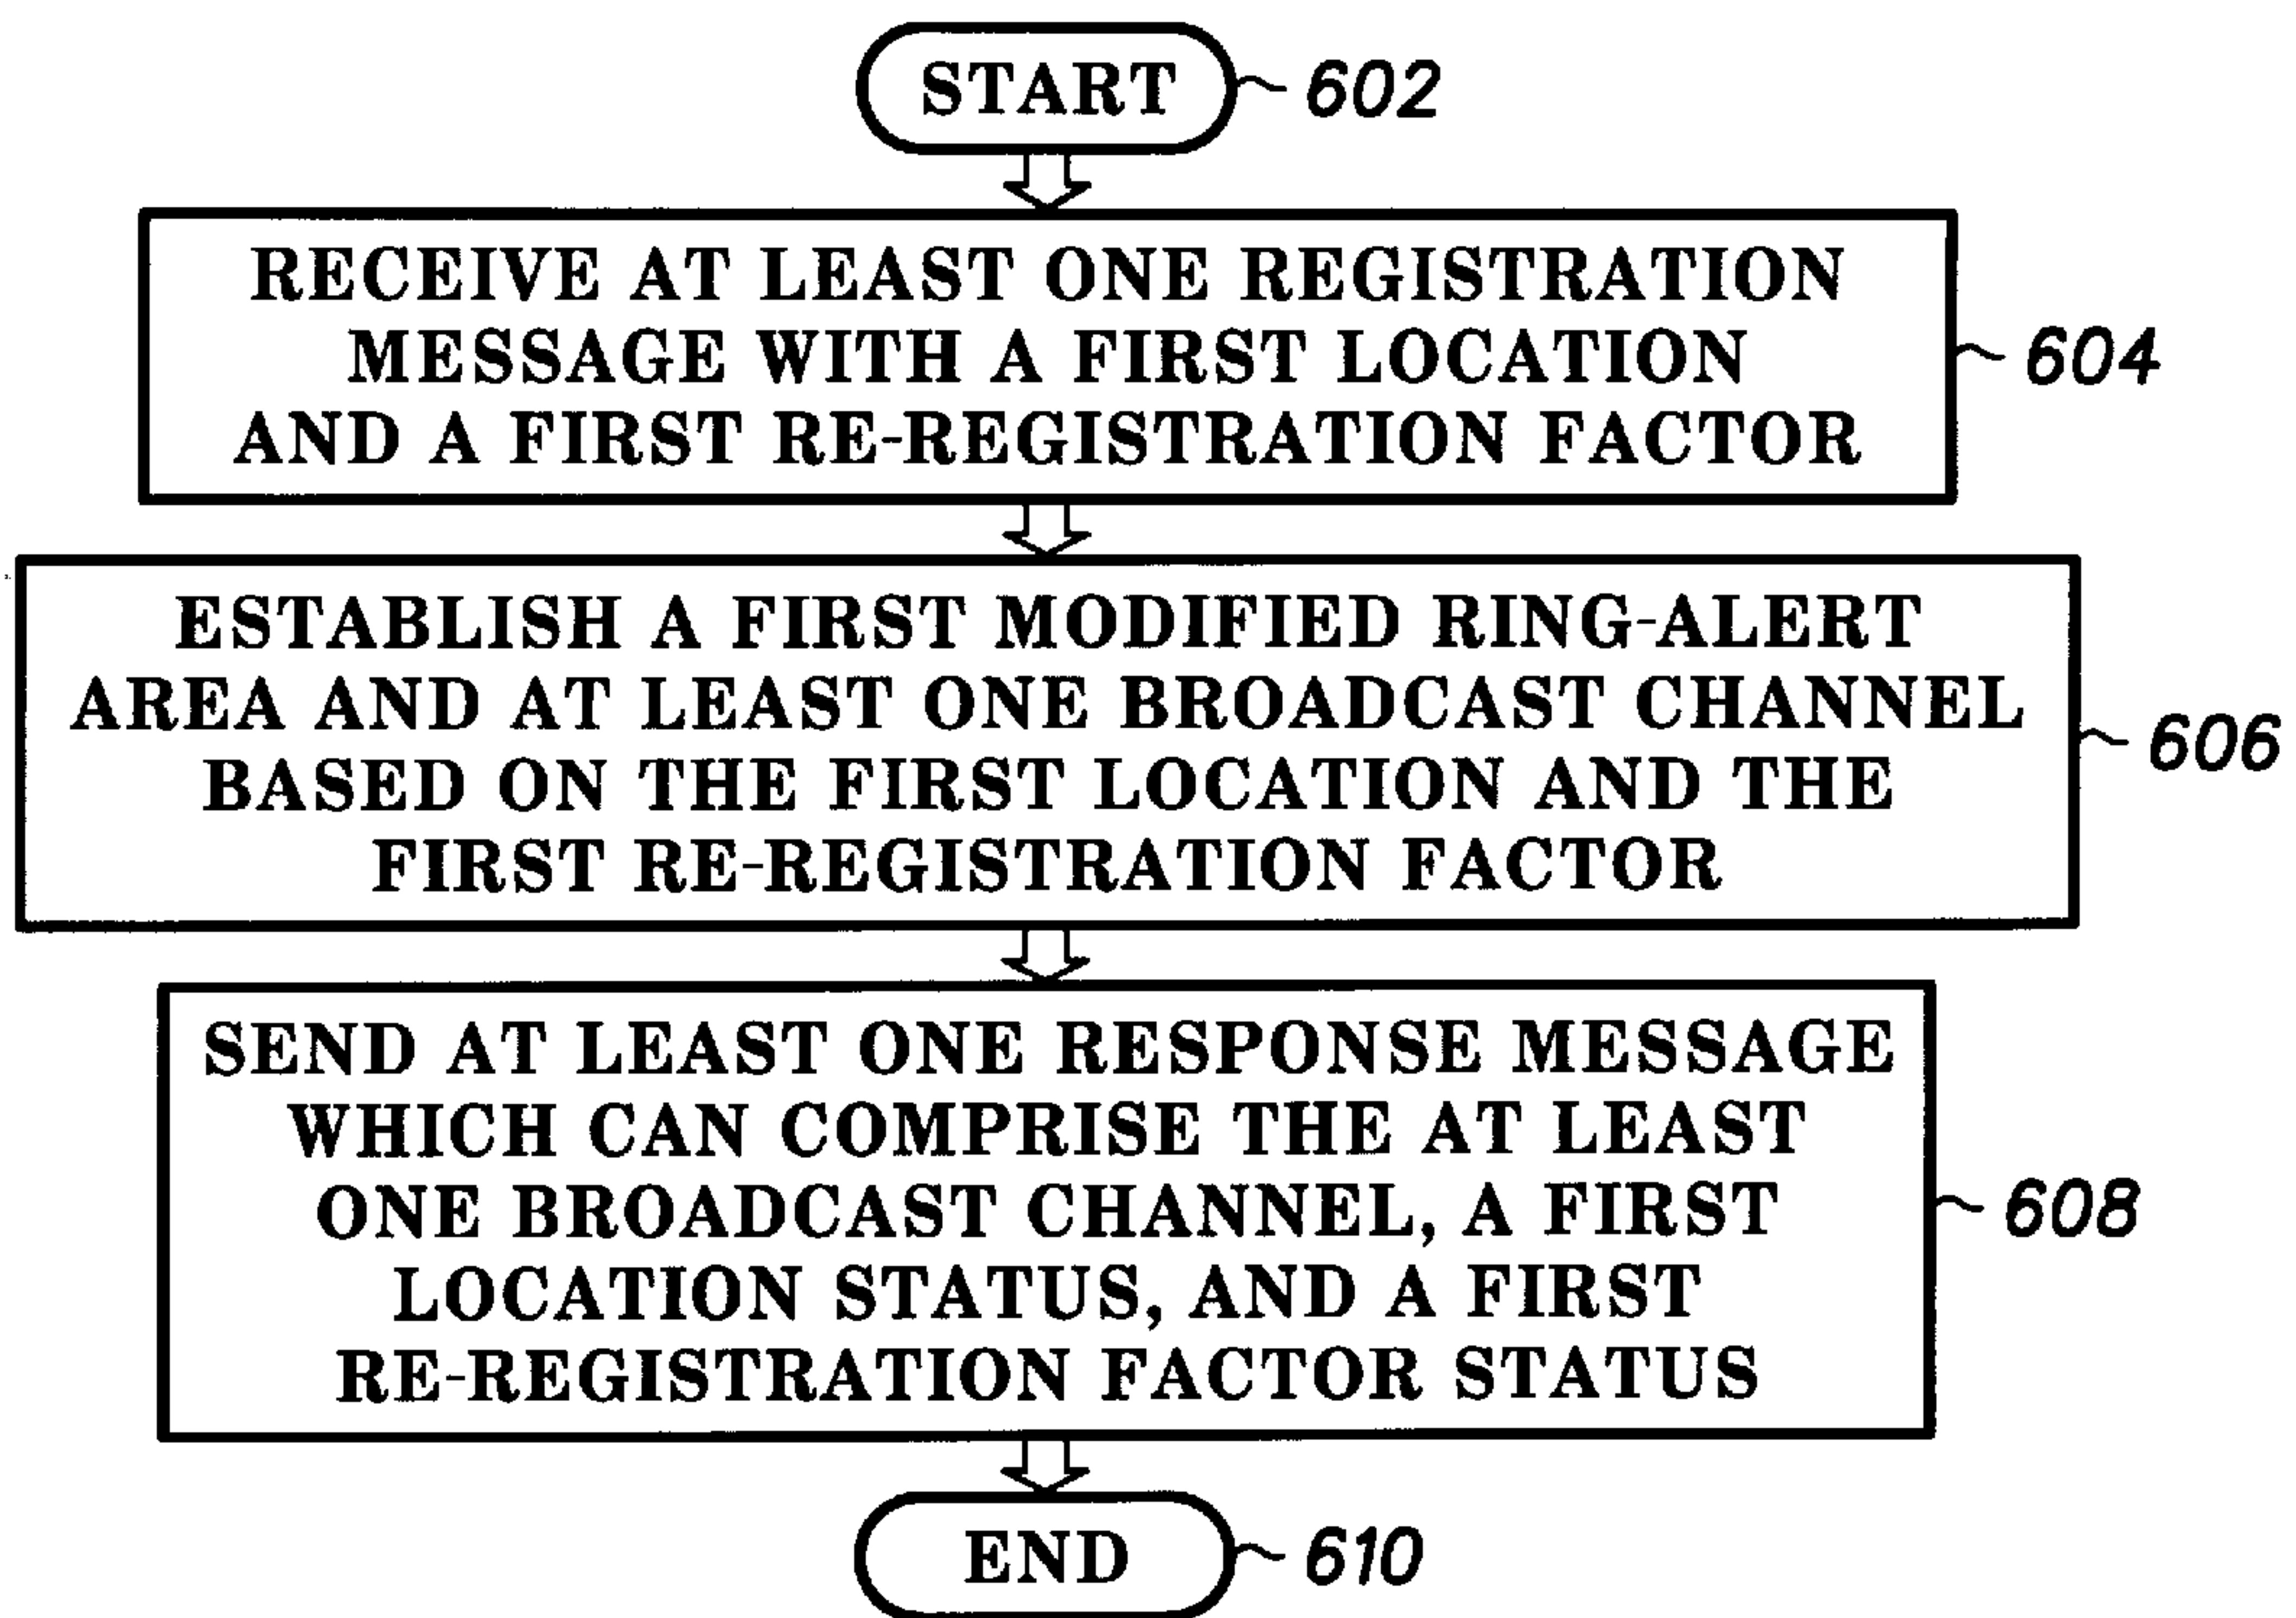 START 602
RECEIVE AT LEAST ONE REGISTRATION
MESSAGE WITH A FIRST LOCATION
AND A FIRST RE-REGISTRATION FACTOR
604
ESTABLISH A FIRST MODIFIED RING-ALERT
AREA AND AT LEAST ONE BROADCAST CHANNEL
BASED ON THE FIRST LOCATION AND THE
FIRST RE-REGISTRATION FACTOR
606
SEND AT LEAST ONE RESPONSE MESSAGE
WHICH CAN COMPRISE THE AT LEAST
ONE BROADCAST CHANNEL, A FIRST
LOCATION STATUS, AND A FIRST
RE-REGISTRATION FACTOR STATUS
608
END 610